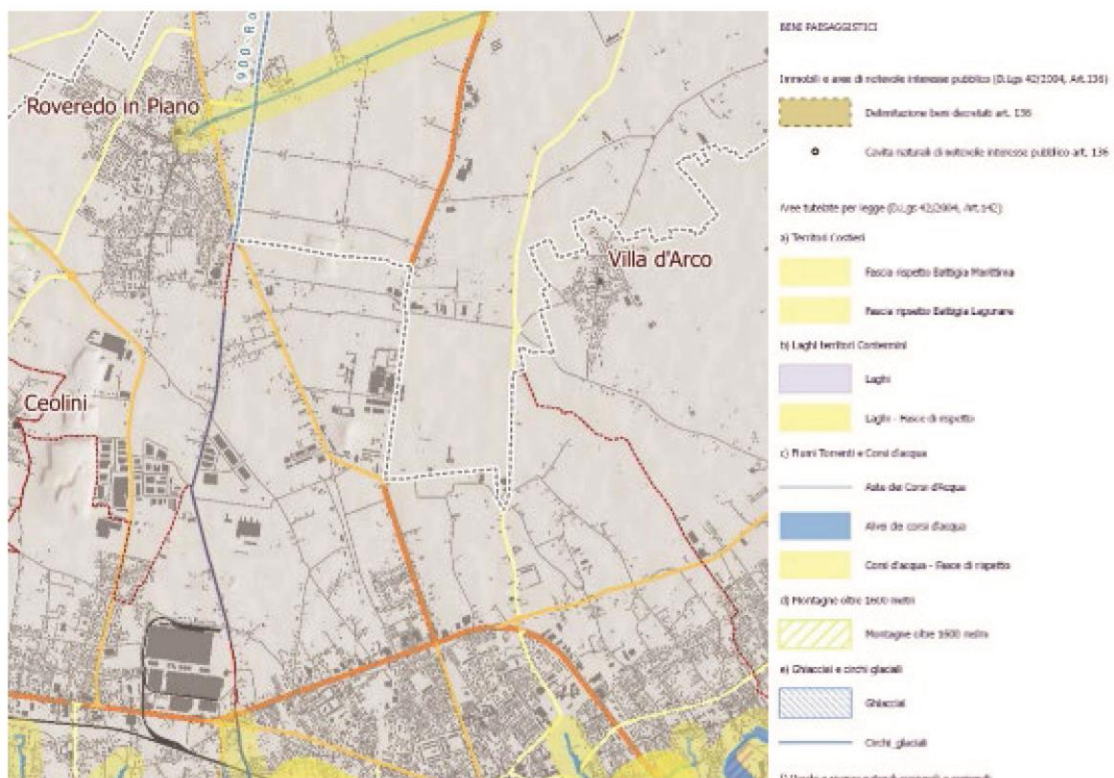 Roveredo in Piano
900-Ro
Villa d'Arco
Ceolini
BENI PAESAGGISTICI
Immobili e aree di notevole interesse pubblico (D.Lgs 42/2004, Art.136)
Delimitazione beni decretati art. 136
Cavita naturali di notevole interesse pubblico art. 136
Aree tutelate per legge (D.Lgs 42/2004, Art.142)
a) Territori Costieri
Fascia rispetto Battigia Marittima
Fascia rispetto Battigia Lagunare
b) Laghi territori Contermini
Laghi
Laghi - Fasce di rispetto
c) Fiumi Torrenti e Corsi d'acqua
Aste dei Corsi d'Acqua
Alvei dei corsi d'acqua
Corsi d'acqua - Fasce di rispetto
d) Montagne oltre 1600 metri
Montagne oltre 1600 metri
e) Ghiacciai e circhi glaciali
Ghiacciai
Circhi glaciali